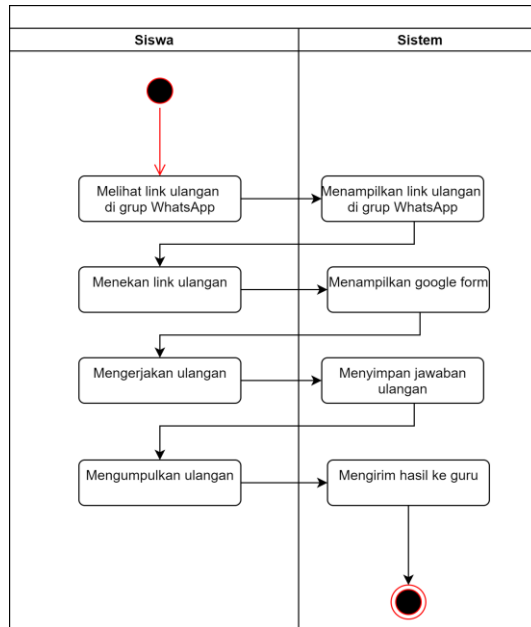 Siswa
Sistem
Melihat link ulangan
di grup WhatsApp
Menampilkan link ulangan
di grup WhatsApp
Menekan link ulangan
Menampilkan google form
Mengerjakan ulangan
Menyimpan jawaban
ulangan
Mengumpulkan ulangan
Mengirim hasil ke guru